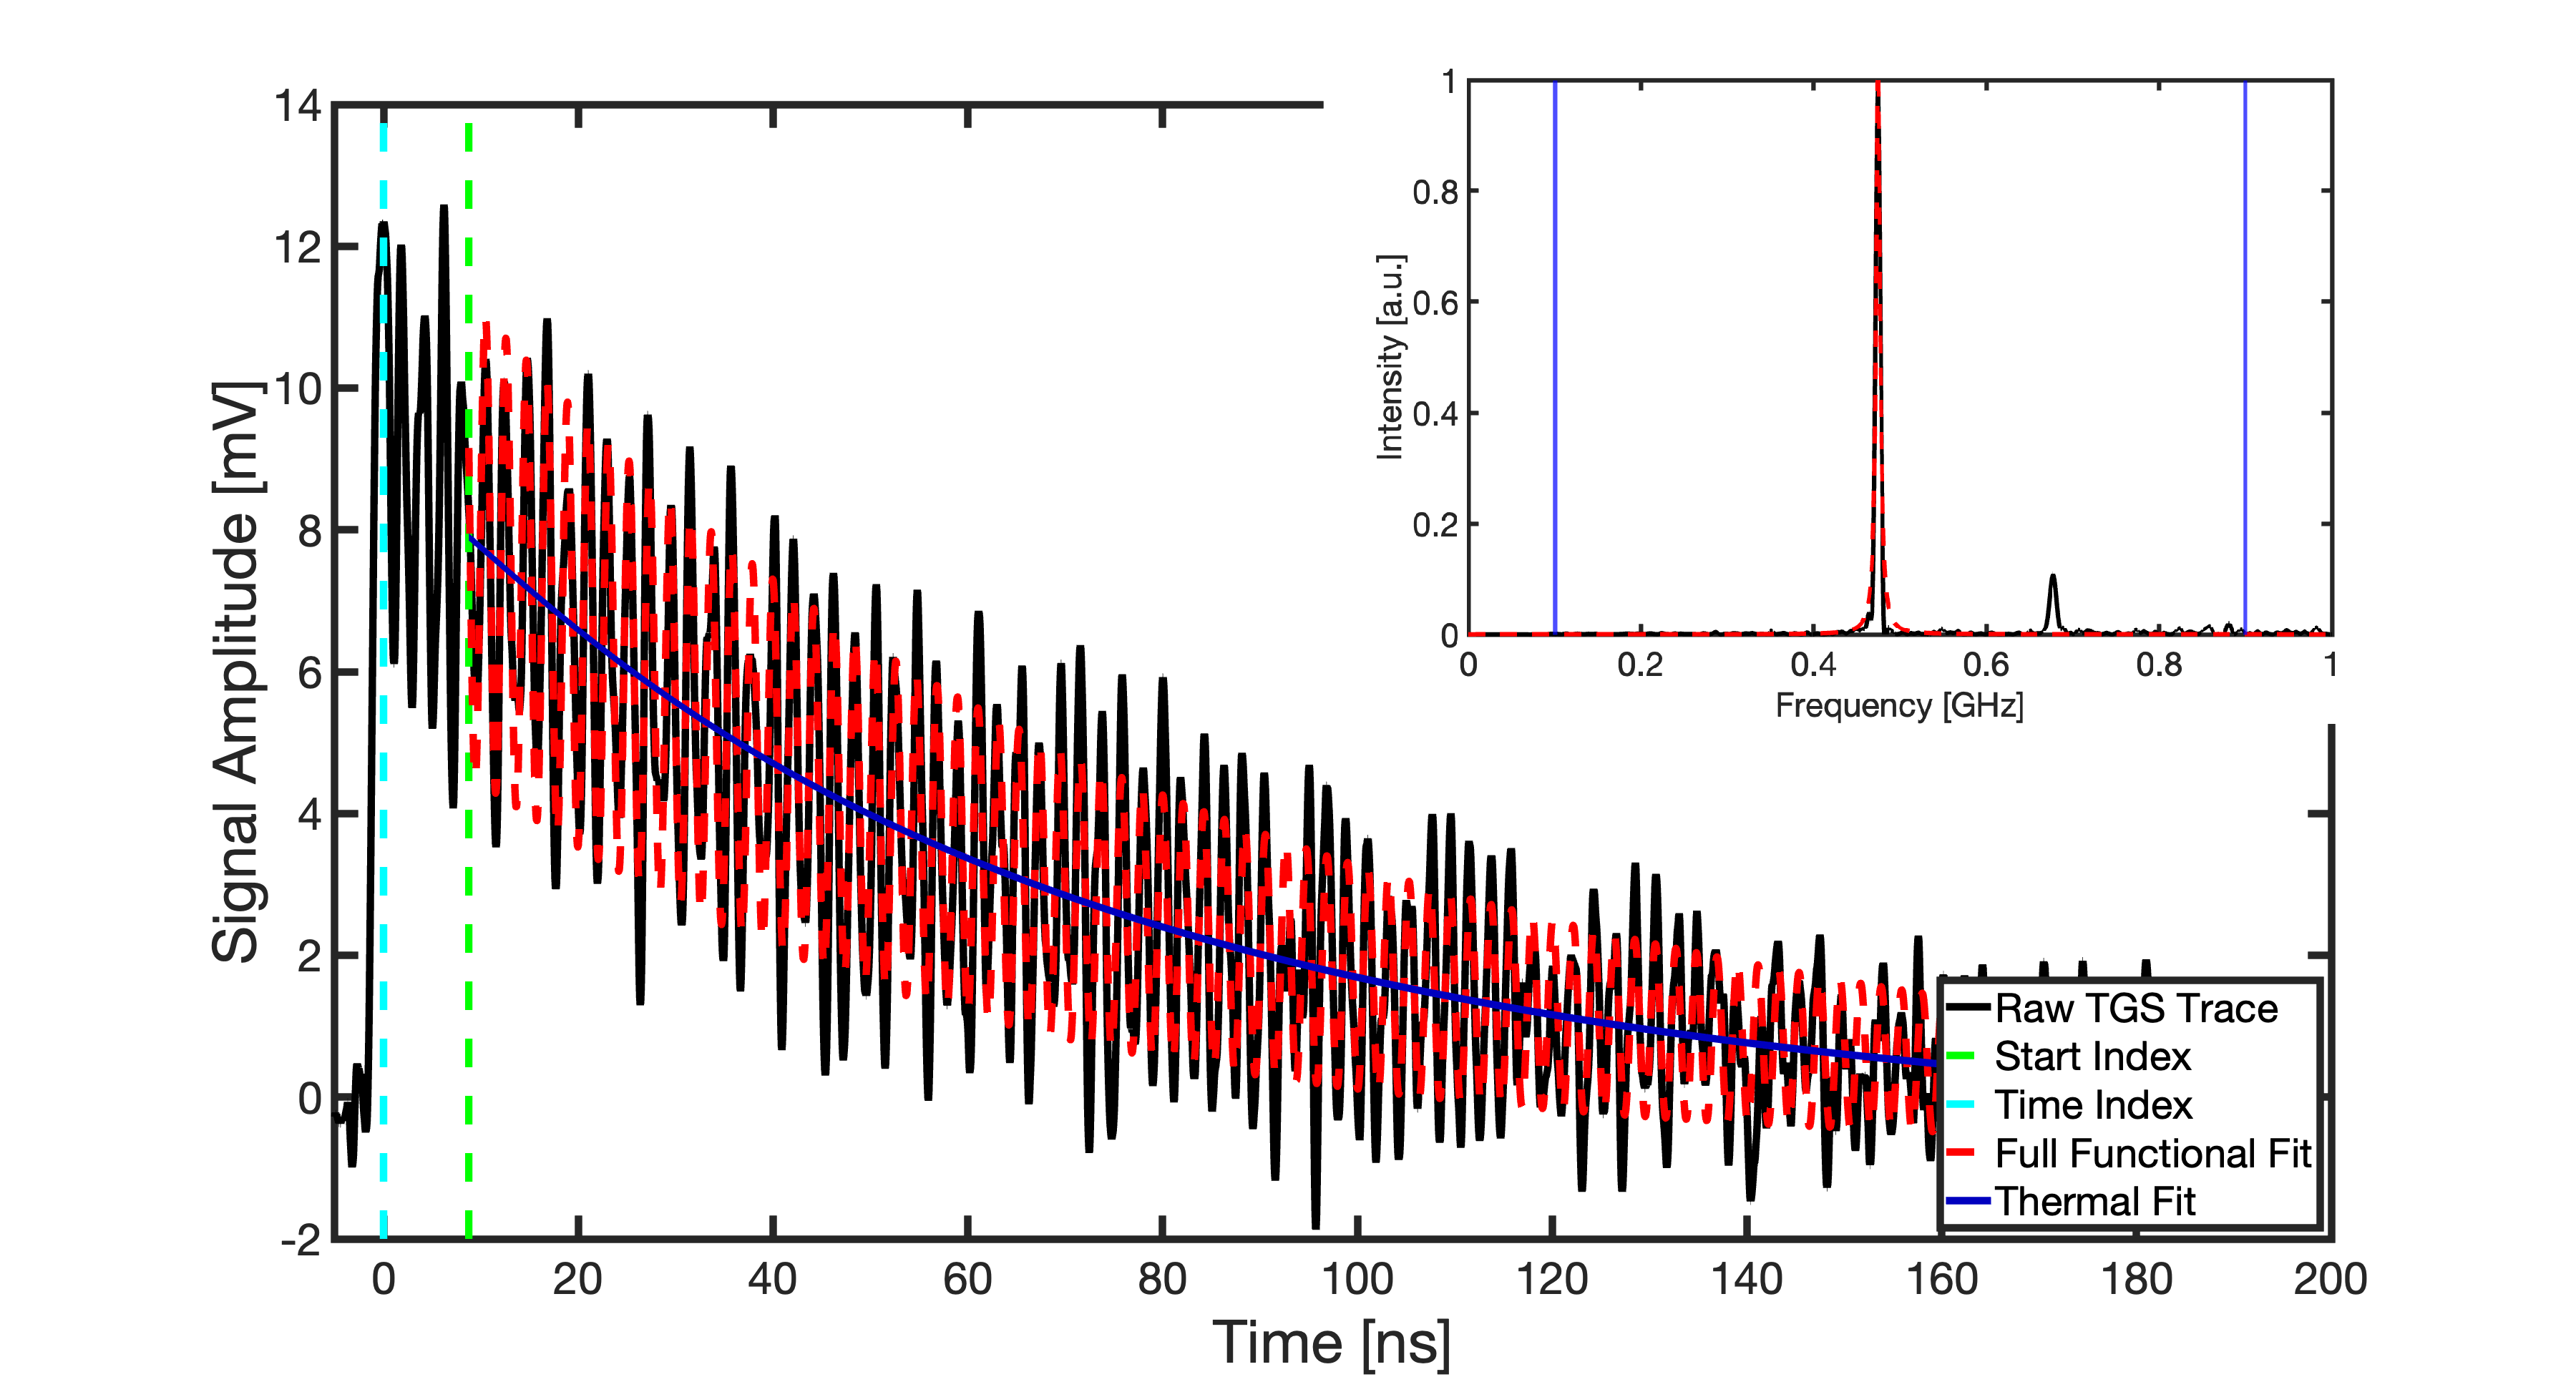 14
12
10
8
6
4
2
0
-2
Signal Amplitude [mV]
0 20 40 60 80 100 120 140 160 180 200
Time [ns]
1
0.8
0.6
0.4
0.2
0
Intensity [a.u.]
0 0.2 0.4 0.6 0.8 1
Frequency [GHz]
Raw TGS Trace
Start Index
Time Index
Full Functional Fit
Thermal Fit